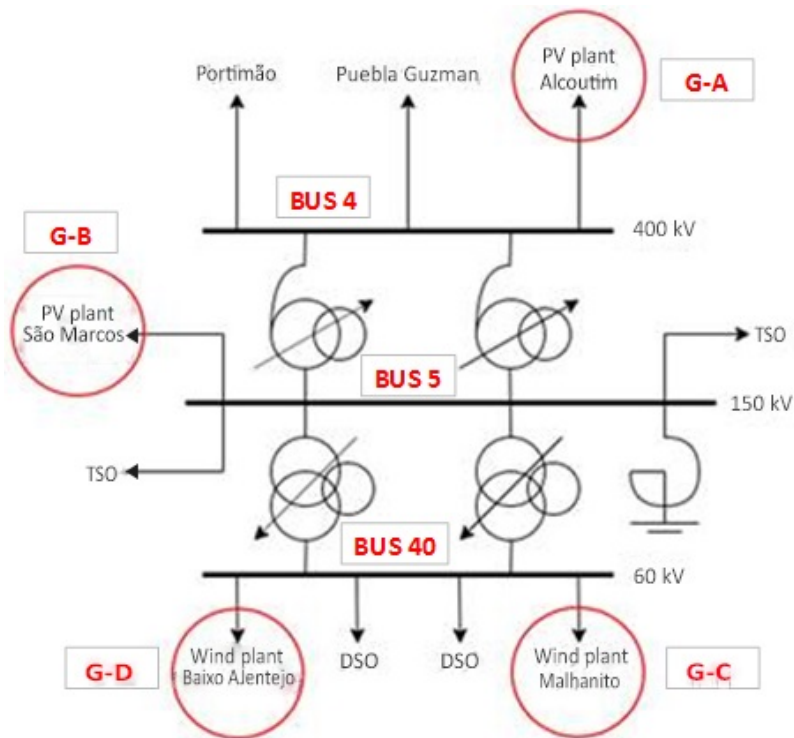 PV plant
Alcoutim
G-A
Portimão
Puebla Guzman
BUS 4
400 kV
G-B
PV plant
São Marcos
TSO
BUS 5
150 kV
TSO
BUS 40
60 kV
Wind plant
Baixo Alentejo
G-D
DSO
DSO
Wind plant
Malhanito
G-C